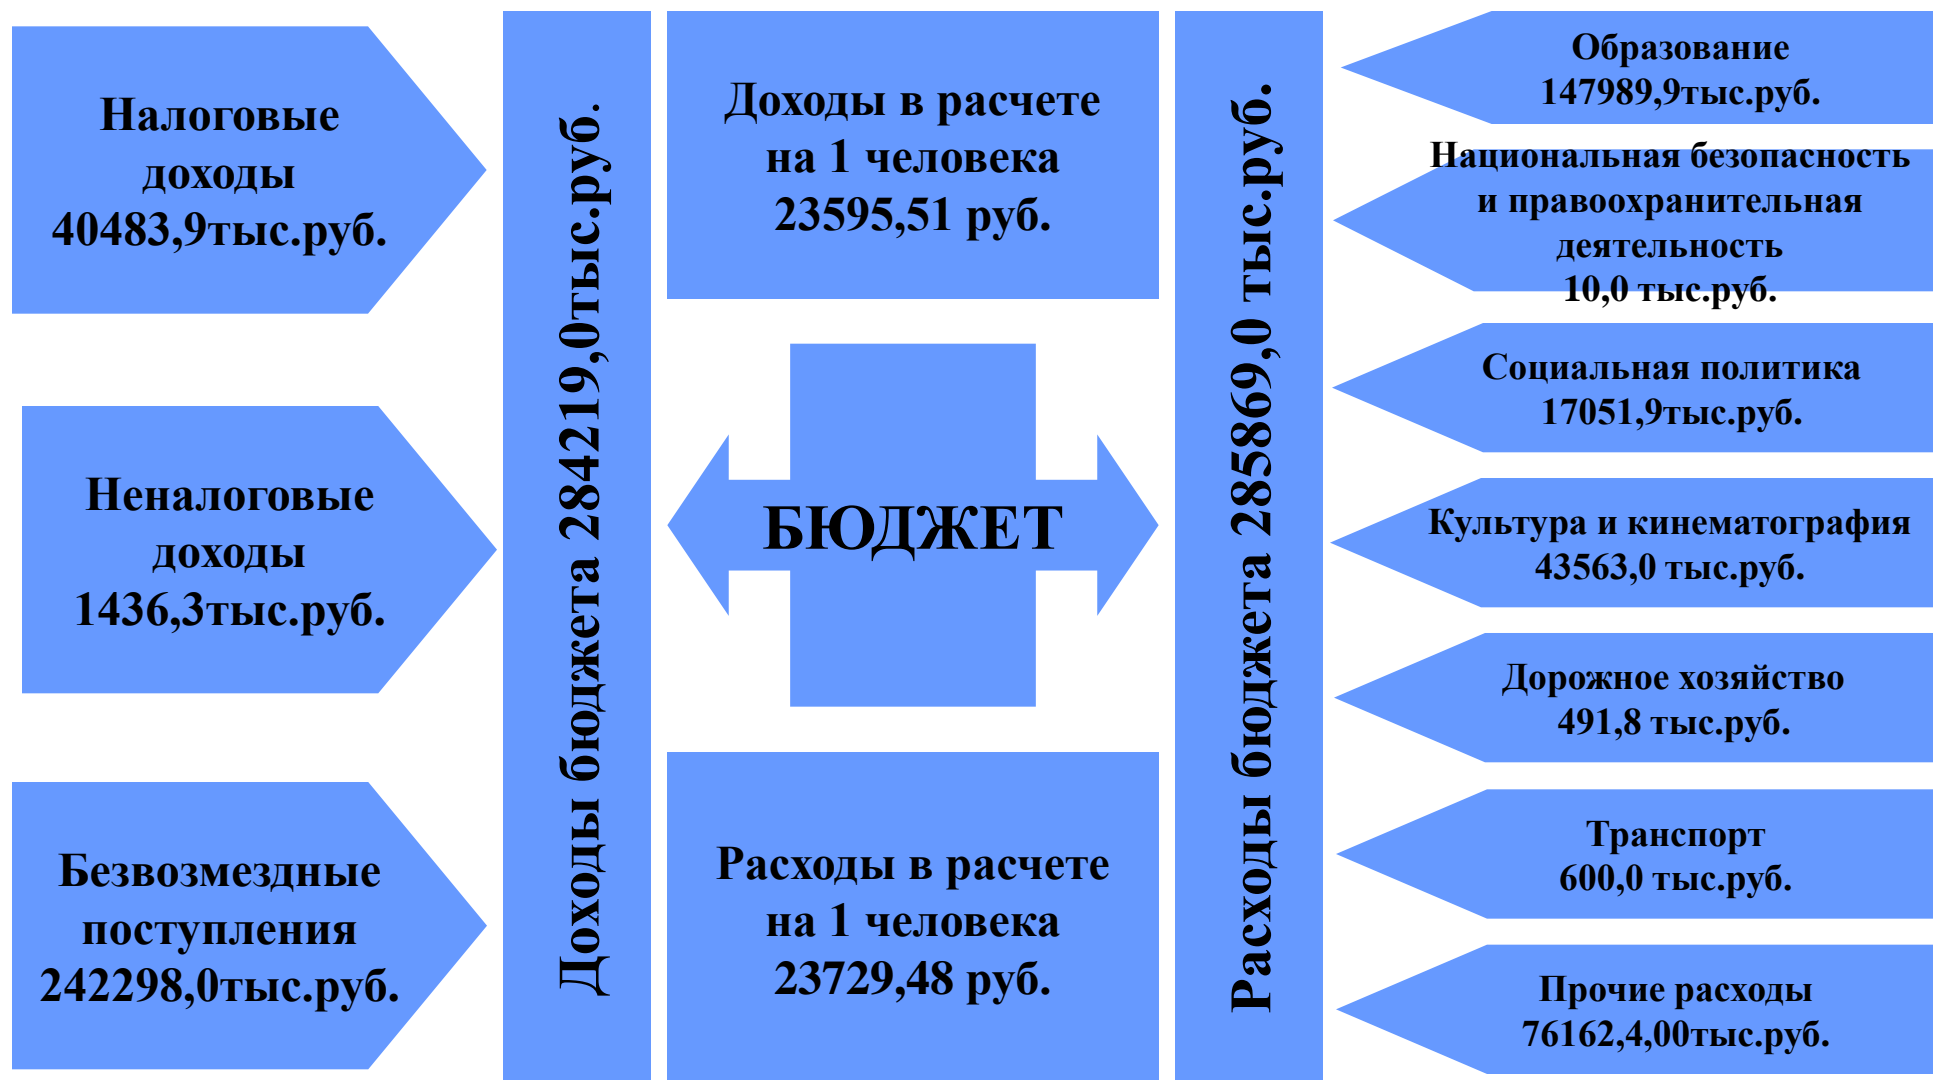 Налоговые
доходы
40483,9тыс.руб.
Неналоговые
доходы
1436,3тыс.руб.
Безвозмездные
поступления
242298,0тыс.руб.
Доходы бюджета 284219,0тыс.руб.
Доходы в расчете
на 1 человека
23595,51 руб.
БЮДЖЕТ
Расходы в расчете
на 1 человека
23729,48 руб.
Расходы бюджета 285869,0 тыс.руб.
Образование
147989,9тыс.руб.
Национальная безопасность
и правоохранительная
деятельность
10,0 тыс.руб.
Социальная политика
17051,9тыс.руб.
Культура и кинематография
43563,0 тыс.руб.
Дорожное хозяйство
491,8 тыс.руб.
Транспорт
600,0 тыс.руб.
Прочие расходы
76162,4,00тыс.руб.